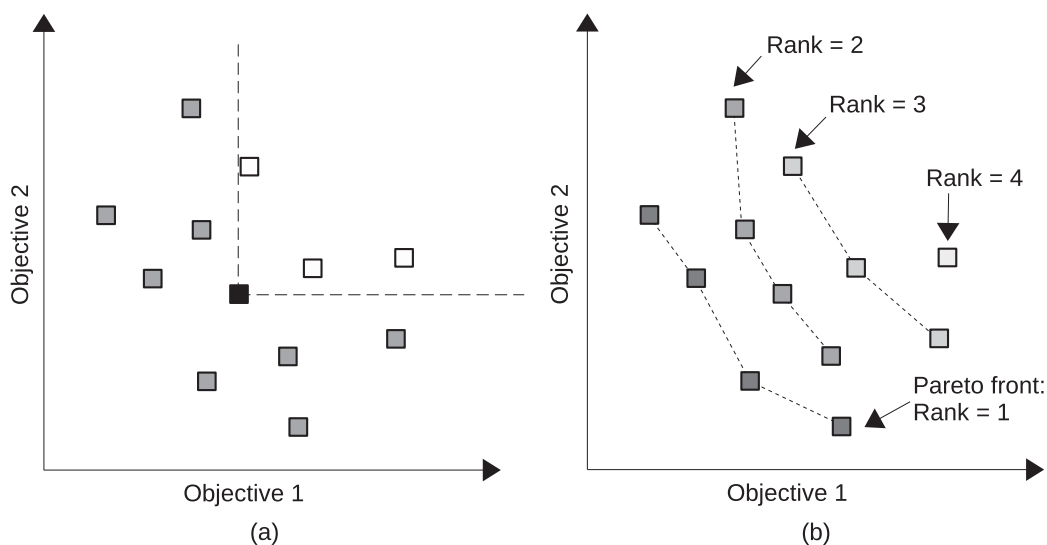 Objective 2
Objective 1
(a)
Rank = 2
Rank = 3
Rank = 4
Pareto front:
Rank = 1
Objective 2
Objective 1
(b)